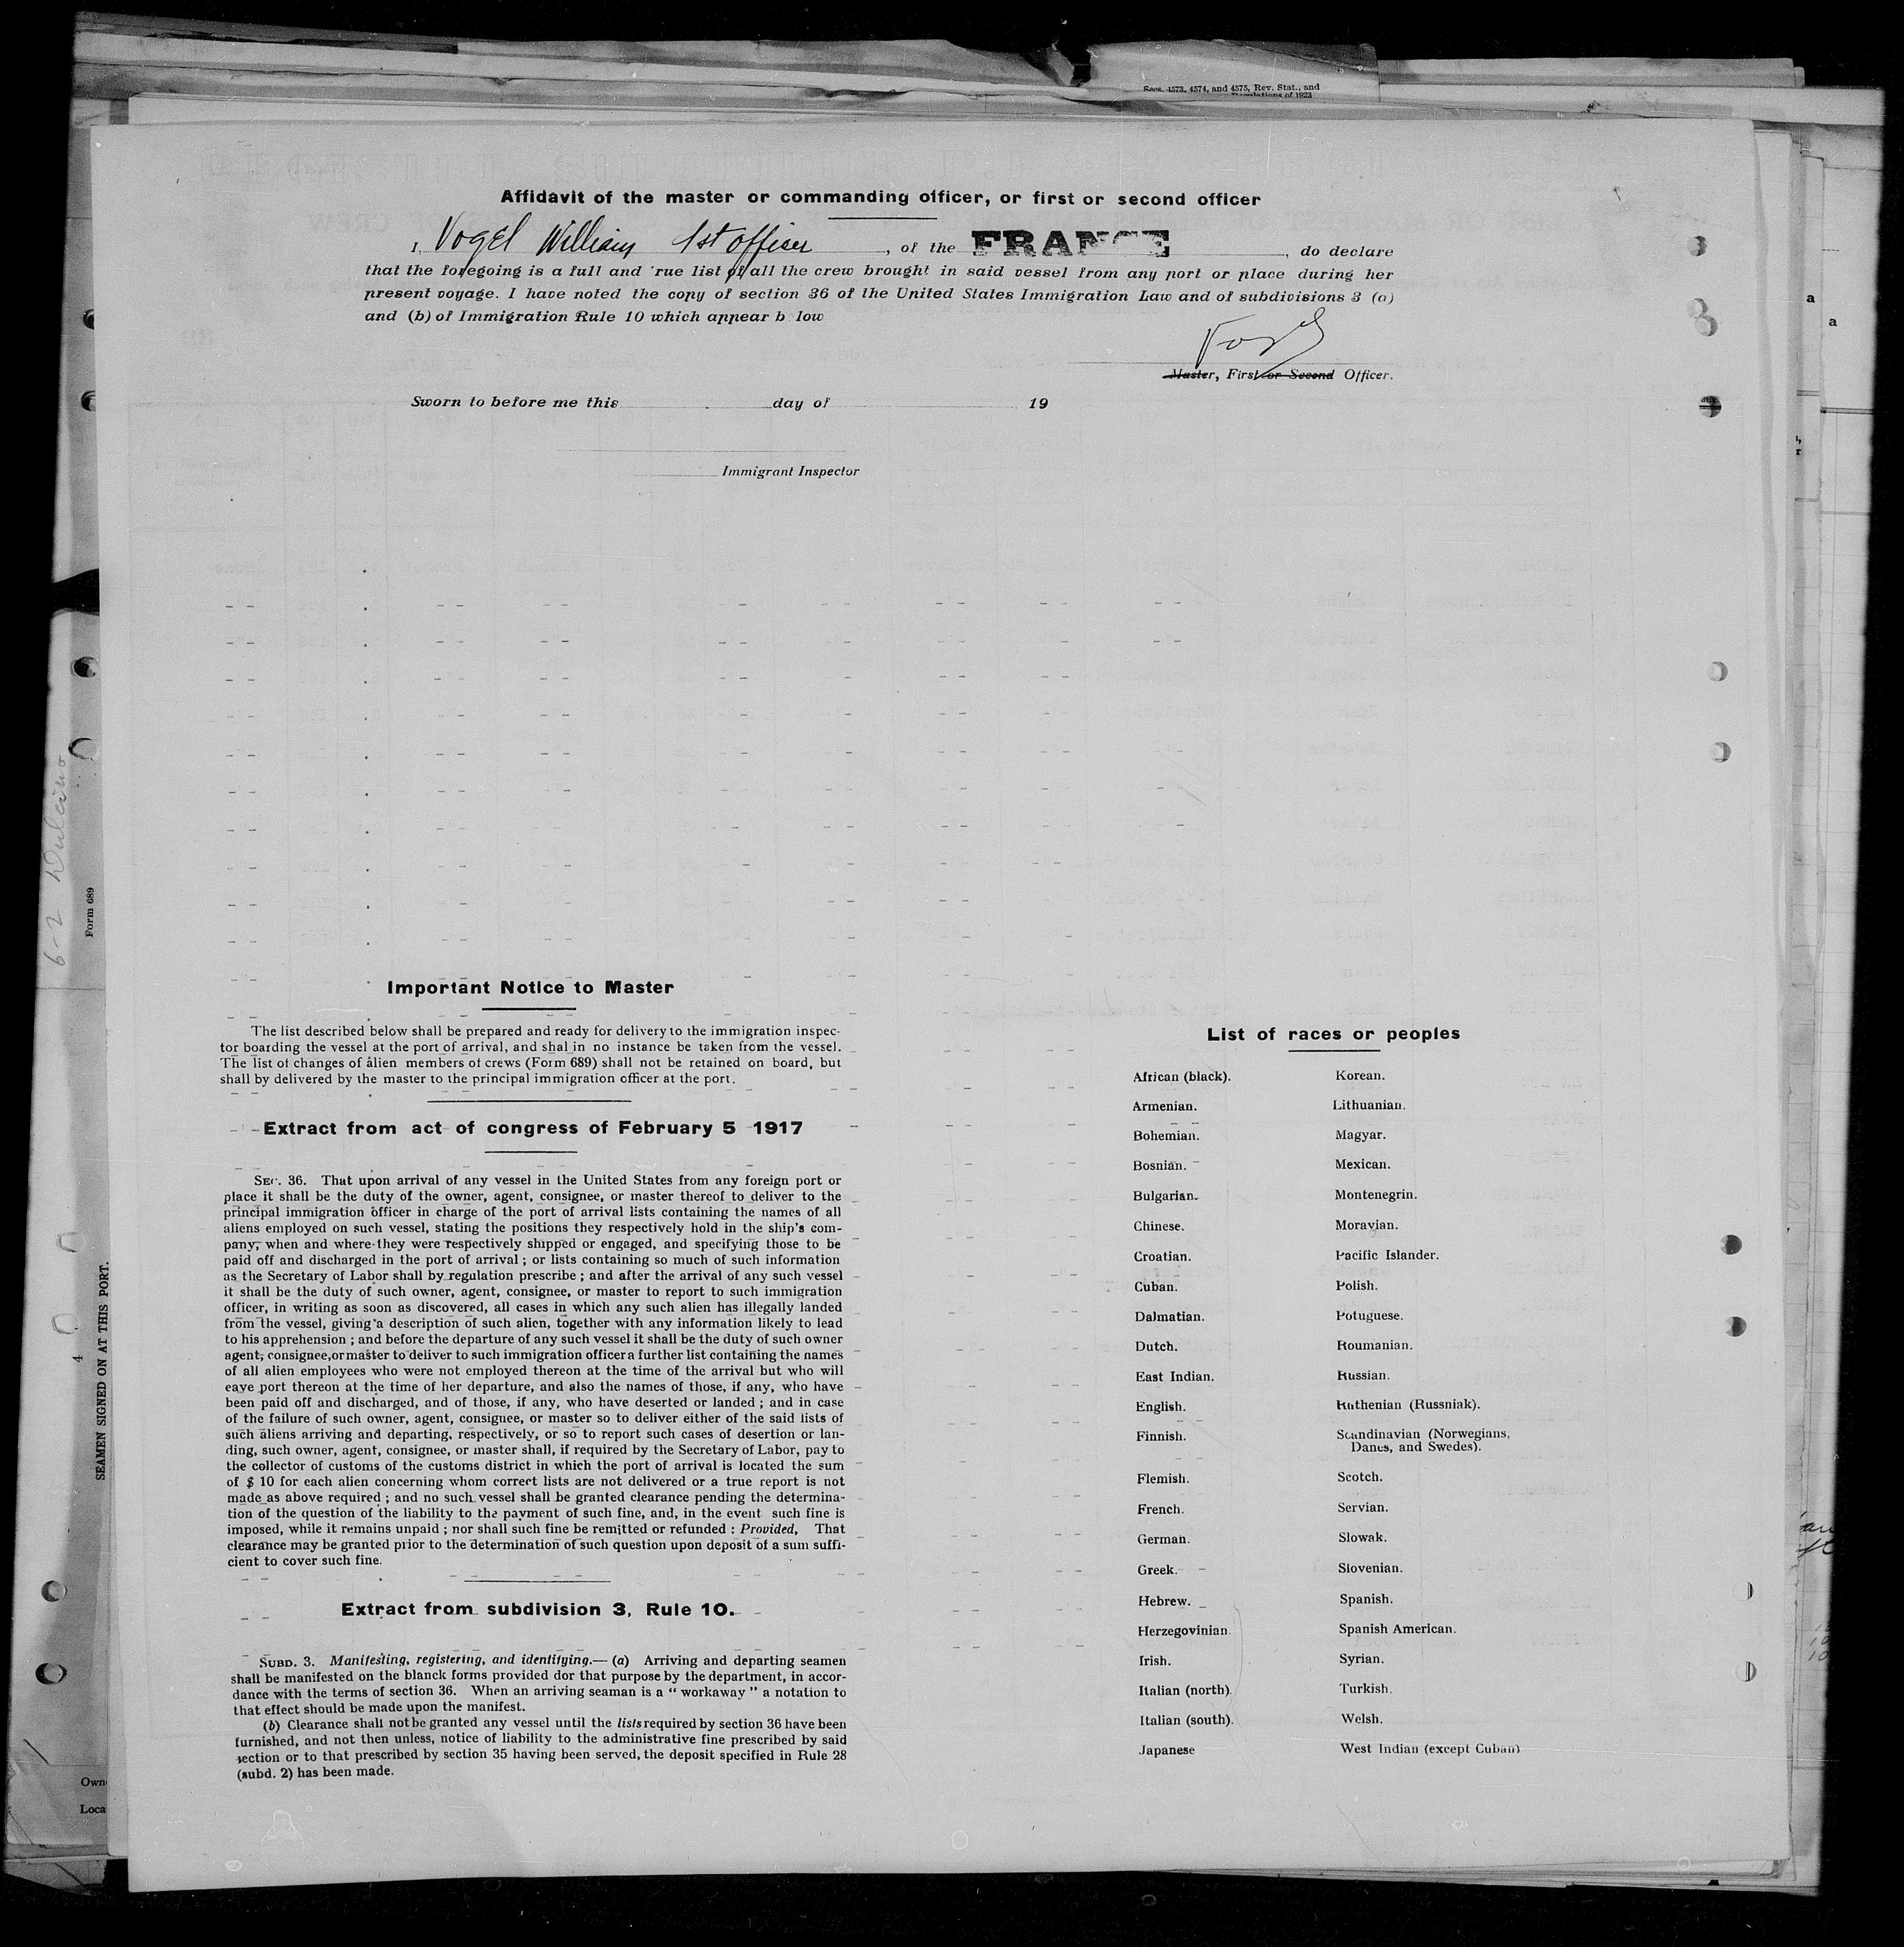 Secs. 4573, 4574, and 4575, Rev. Stat., and
Regulations of 1923
Affidavit of the master or commanding officer, or first or second officer
I, Vogel William 1st officer, of the FRANCE, do declare
that the foregoing is a full and true list of all the crew brought in said vessel from any port or place during her
present voyage. I have noted the copy of section 36 of the United States Immigration Law and of subdivisions 3 (a)
and (b) of Immigration Rule 10 which appear b low
Vogel
Master, First or Second Officer.
Sworn to before me this day of 19
Immigrant Inspector
Important Notice to Master
The list described below shall be prepared and ready for delivery to the immigration inspec-
tor boarding the vessel at the port of arrival, and shal in no instance be taken from the vessel.
The list of changes of alien members of crews (Form 689) shall not be retained on board, but
shall by delivered by the master to the principal immigration officer at the port.
Extract from act of congress of February 5 1917
SEC. 36. That upon arrival of any vessel in the United States from any foreign port or
place it shall be the duty of the owner, agent, consignee, or master thereof to deliver to the
principal immigration officer in charge of the port of arrival lists containing the names of all
aliens employed on such vessel, stating the positions they respectively hold in the ship's com-
pany, when and where they were respectively shipped or engaged, and specifying those to be
paid off and discharged in the port of arrival ; or lists containing so much of such information
as the Secretary of Labor shall by regulation prescribe ; and after the arrival of any such vessel
it shall be the duty of such owner, agent, consignee, or master to report to such immigration
officer, in writing as soon as discovered, all cases in which any such alien has illegally landed
from the vessel, giving a description of such alien, together with any information likely to lead
to his apprehension ; and before the departure of any such vessel it shall be the duty of such owner
agent, consignee, or master to deliver to such immigration officer a further list containing the names
of all alien employees who were not employed thereon at the time of the arrival but who will
eave port thereon at the time of her departure, and also the names of those, if any, who have
been paid off and discharged, and of those, if any, who have deserted or landed ; and in case
of the failure of such owner, agent, consignee, or master so to deliver either of the said lists of
such aliens arriving and departing, respectively, or so to report such cases of desertion or lan-
ding, such owner, agent, consignee, or master shall, if required by the Secretary of Labor, pay to
the collector of customs of the customs district in which the port of arrival is located the sum
of $ 10 for each alien concerning whom correct lists are not delivered or a true report is not
made as above required ; and no such vessel shall be granted clearance pending the determina-
tion of the question of the liability to the payment of such fine, and, in the event such fine is
imposed, while it remains unpaid ; nor shall such fine be remitted or refunded : Provided, That
clearance may be granted prior to the determination of such question upon deposit of a sum suffi-
cient to cover such fine.
Extract from subdivision 3, Rule 10.
SUBD. 3. Manifesting, registering, and identifying.— (a) Arriving and departing seamen
shall be manifested on the blanck forms provided dor that purpose by the department, in accor-
dance with the terms of section 36. When an arriving seaman is a " workaway " a notation to
that effect should be made upon the manifest.
(b) Clearance shall not be granted any vessel until the lists required by section 36 have been
furnished, and not then unless, notice of liability to the administrative fine prescribed by said
section or to that prescribed by section 35 having been served, the deposit specified in Rule 28
(subd. 2) has been made.
List of races or peoples
African (black).
Armenian.
Bohemian.
Bosnian.
Bulgarian.
Chinese.
Croatian.
Cuban.
Dalmatian.
Dutch.
East Indian.
English.
Finnish.
Flemish.
French.
German.
Greek.
Hebrew.
Herzegovinian.
Irish.
Italian (north).
Italian (south).
Japanese
Korean.
Lithuanian.
Magyar.
Mexican.
Montenegrin.
Moravian.
Pacific Islander.
Polish.
Potuguese.
Roumanian.
Russian.
Ruthenian (Russniak).
Scandinavian (Norwegians,
Danes, and Swedes).
Scotch.
Servian.
Slowak.
Slovenian.
Spanish.
Spanish American.
Syrian.
Turkish.
Welsh.
West Indian (except Cuban)
6-2 Dulcino
Form 689
4
SEAMEN SIGNED ON AT THIS PORT.
Own
Loca
a
a